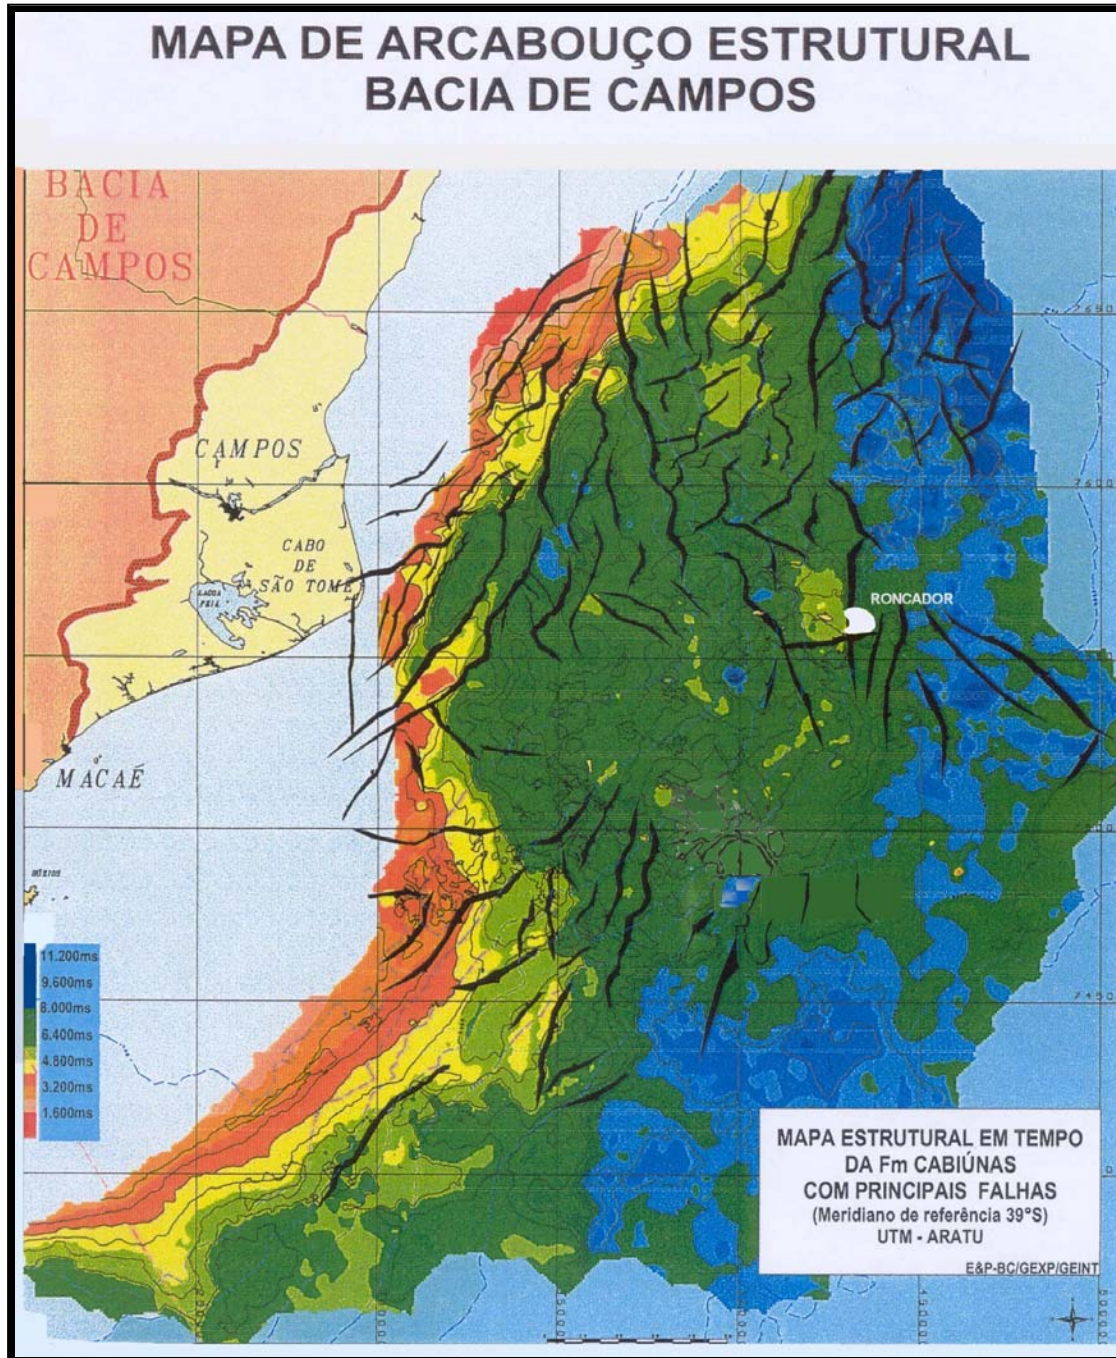 MAPA DE ARCABOUÇO ESTRUTURAL
BACIA DE CAMPOS
BACIA
DE
CAMPOS
CAMPOS
CABO
DE
SÃO TOMÉ
LAGOA
FEIA
RONCADOR
MACAÉ
11.200ms
9.600ms
8.000ms
6.400ms
4.800ms
3.200ms
1.600ms
MAPA ESTRUTURAL EM TEMPO
DA Fm CABIÚNAS
COM PRINCIPAIS FALHAS
(Meridiano de referência 39°S)
UTM - ARATU
E&P-BC/GEXP/GEINT